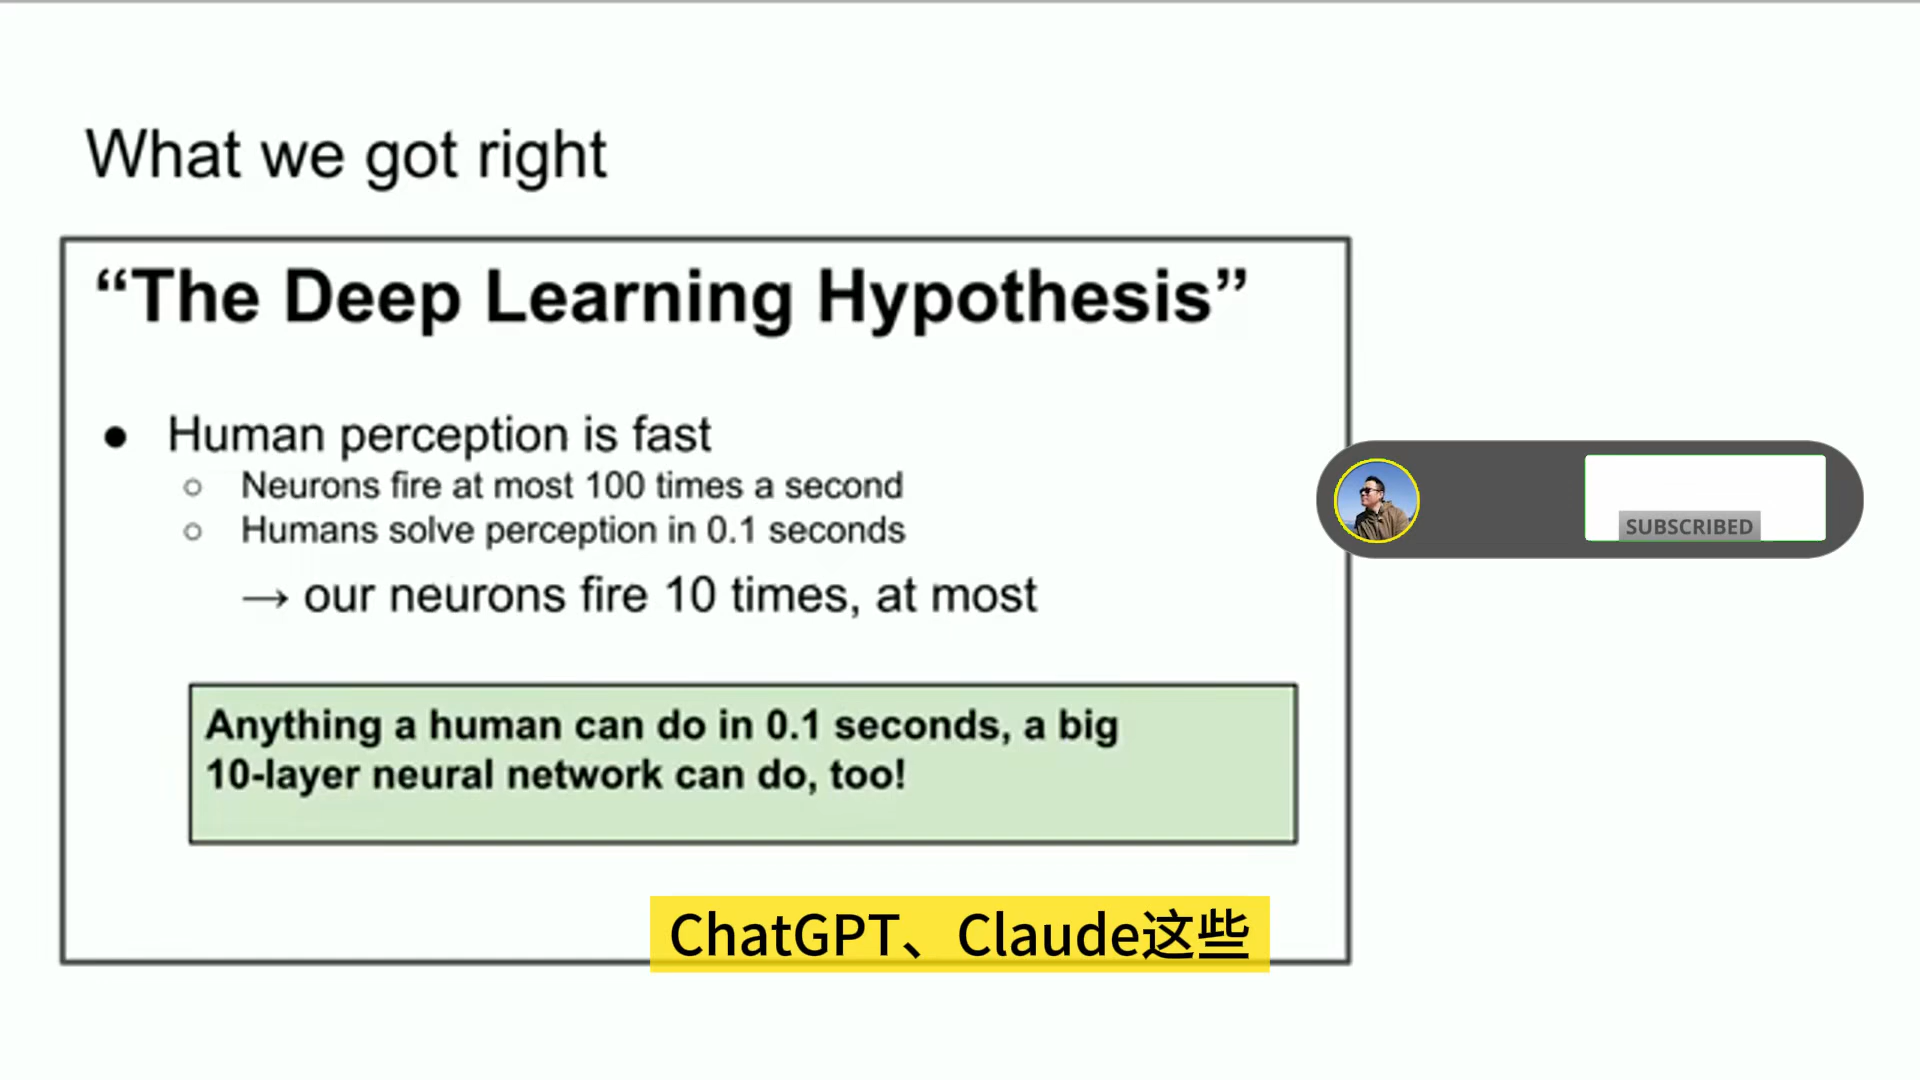 What we got right
“The Deep Learning Hypothesis”
● Human perception is fast
○ Neurons fire at most 100 times a second
○ Humans solve perception in 0.1 seconds
→ our neurons fire 10 times, at most
Anything a human can do in 0.1 seconds, a big
10-layer neural network can do, too!
SUBSCRIBED
ChatGPT、Claude这些